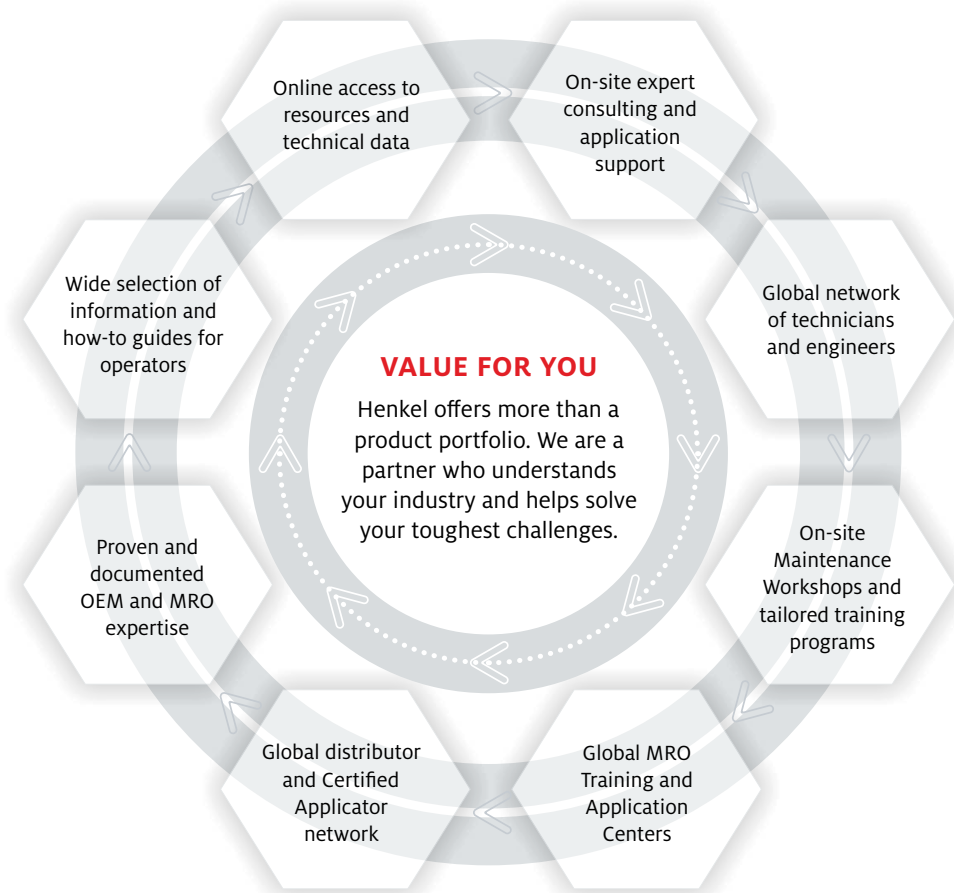 Online access to
resources and
technical data
On-site expert
consulting and
application
support
Global network
of technicians
and engineers
On-site
Maintenance
Workshops and
tailored training
programs
Global MRO
Training and
Application
Centers
Global distributor
and Certified
Applicator
network
Proven and
documented
OEM and MRO
expertise
Wide selection of
information and
how-to guides for
operators
VALUE FOR YOU
Henkel offers more than a
product portfolio. We are a
partner who understands
your industry and helps solve
your toughest challenges.